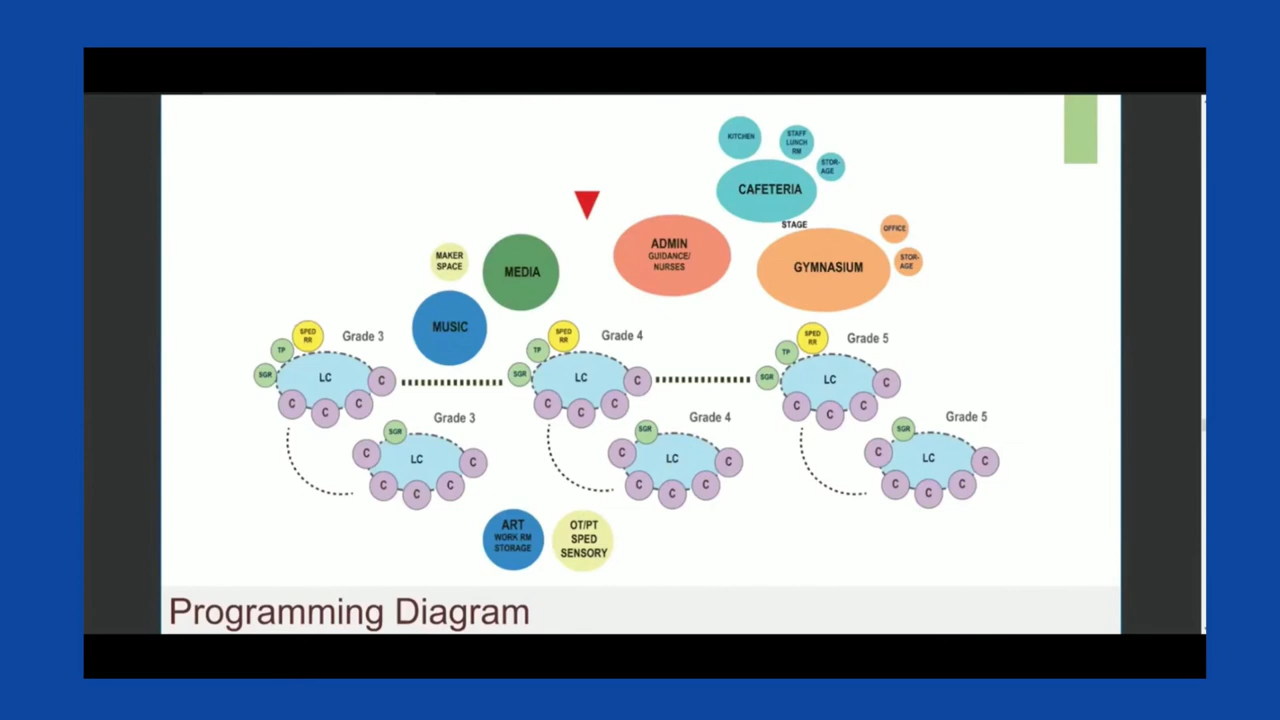 KITCHEN
STAFF
LUNCH
RM
STOR-
AGE
CAFETERIA
STAGE
OFFICE
STOR-
AGE
GYMNASIUM
ADMIN
GUIDANCE/
NURSES
MAKER
SPACE
MEDIA
MUSIC
SPED
RR
Grade 3
TP
SGR
LC
C
C
C
C
SPED
RR
Grade 4
TP
SGR
LC
C
C
C
C
SPED
RR
Grade 5
TP
SGR
LC
C
C
C
C
Grade 3
SGR
LC
C
C
C
C
C
Grade 4
SGR
LC
C
C
C
C
C
Grade 5
SGR
LC
C
C
C
C
C
ART
WORK RM
STORAGE
OT/PT
SPED
SENSORY
Programming Diagram